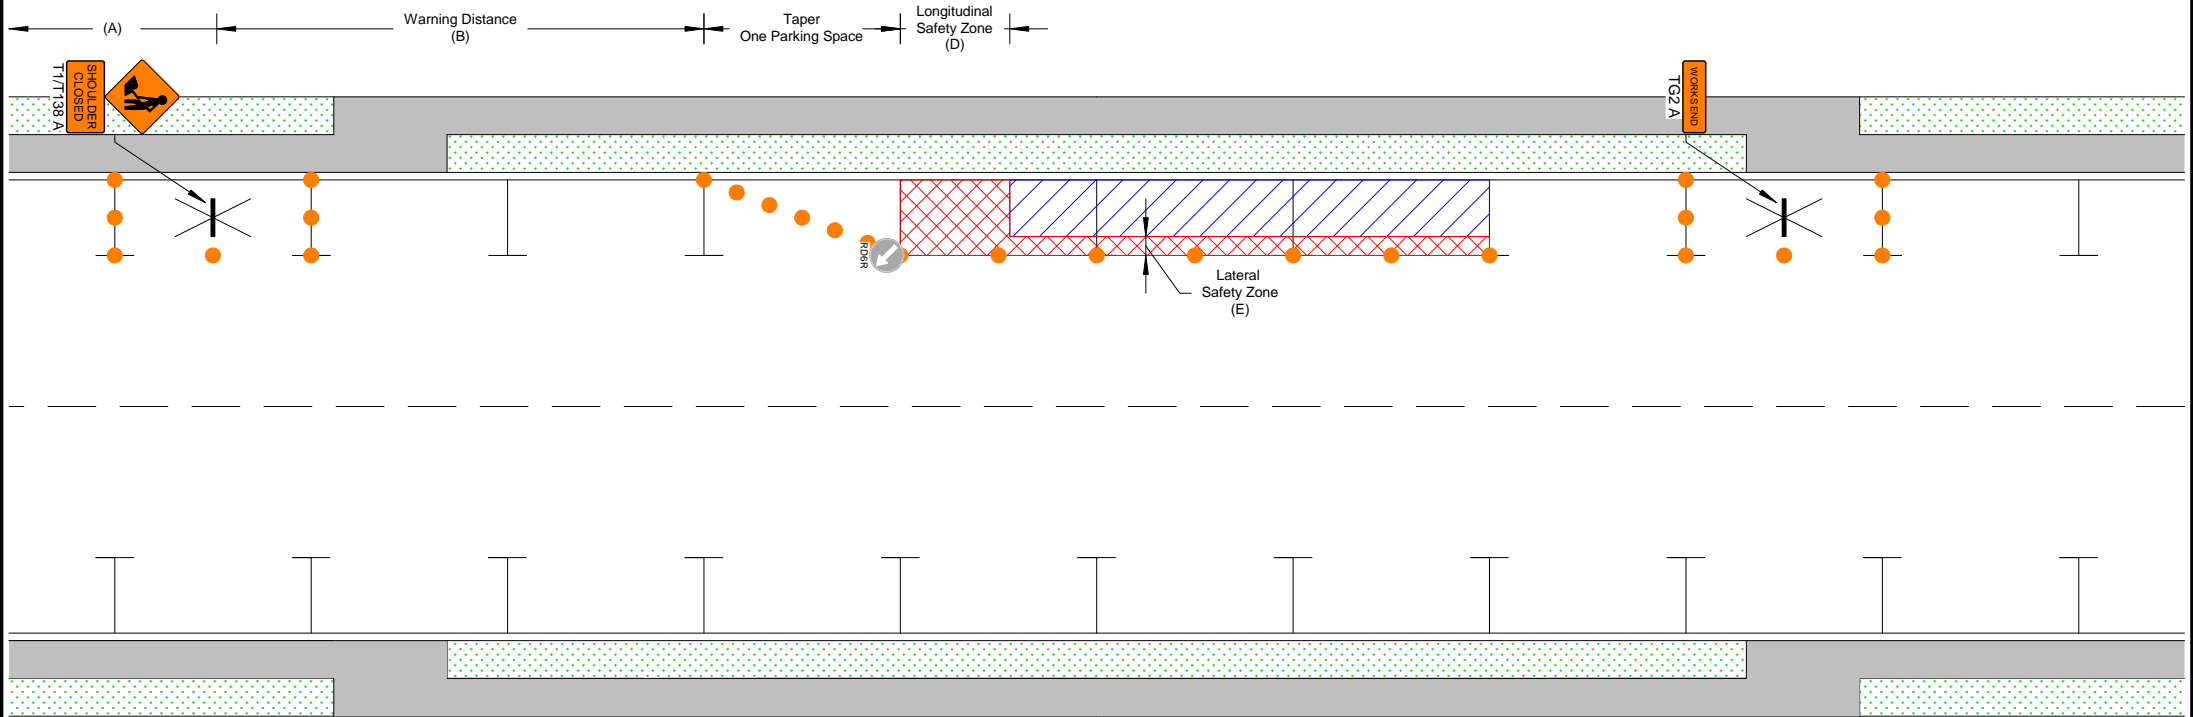 (A)
Warning Distance
(B)
Taper
One Parking Space
Longitudinal
Safety Zone
(D)
SHOULDER
CLOSED
T1/T138 A
WORKS END
TG2 A
RD6R
Lateral
Safety Zone
(E)